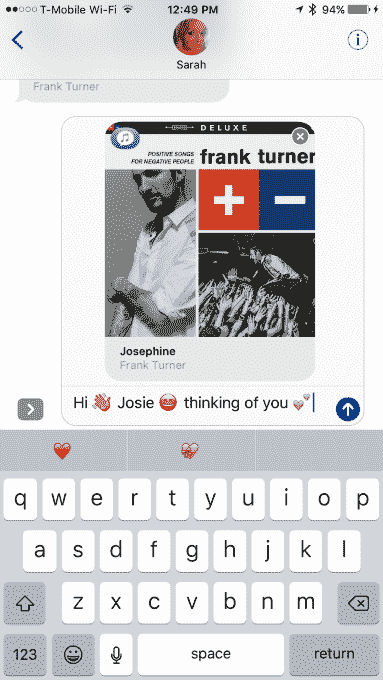 T-Mobile Wi-Fi 12:49 PM 94%
Sarah
Frank Turner
DELUXE
POSITIVE SONGS
FOR NEGATIVE PEOPLE
frank turner
Josephine
Frank Turner
Hi 👋 Josie 😁 thinking of you 💕
q w e r t y u i o p
a s d f g h j k l
z x c v b n m
123 space return